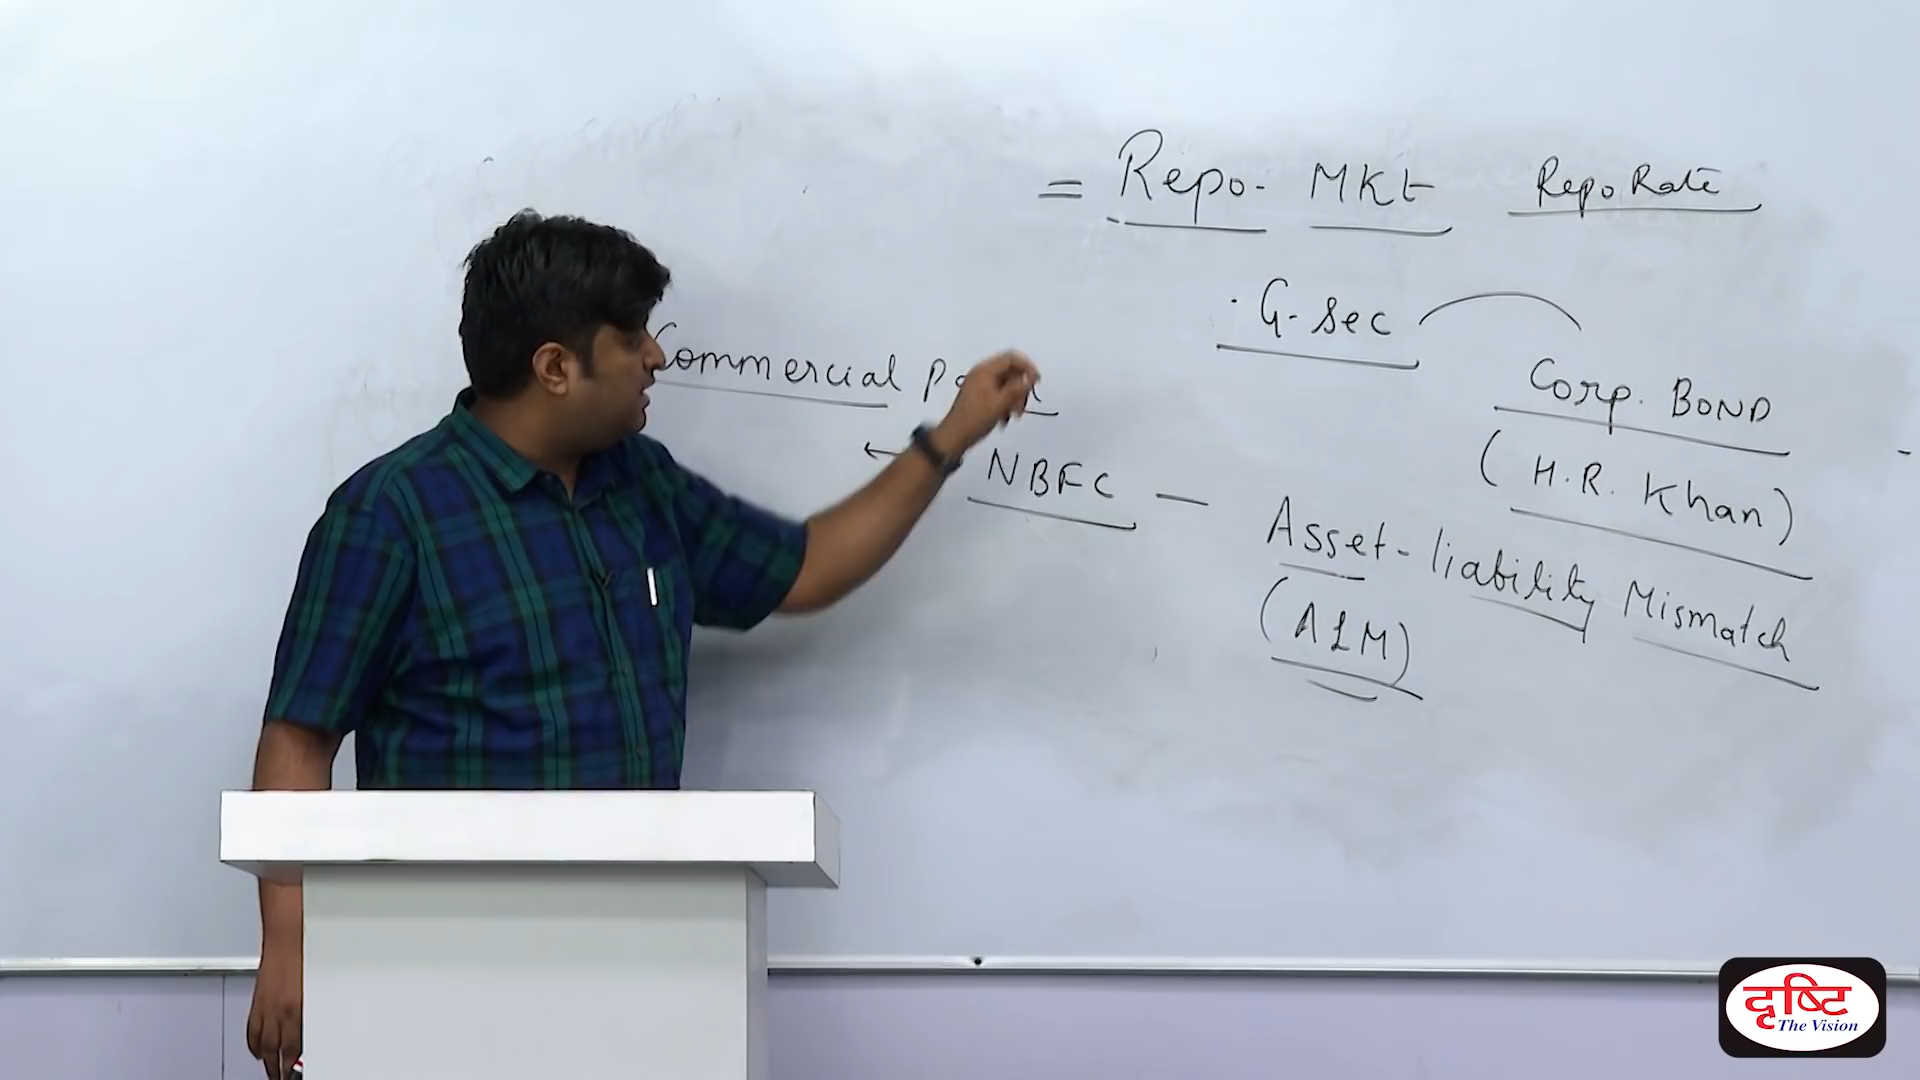 = Repo- MKt Repo Rate
· G-sec
Corp. BOND
(H.R. Khan)
Commercial
← NBFC — Asset-liability Mismatch
(ALM)
दृष्टि
The Vision